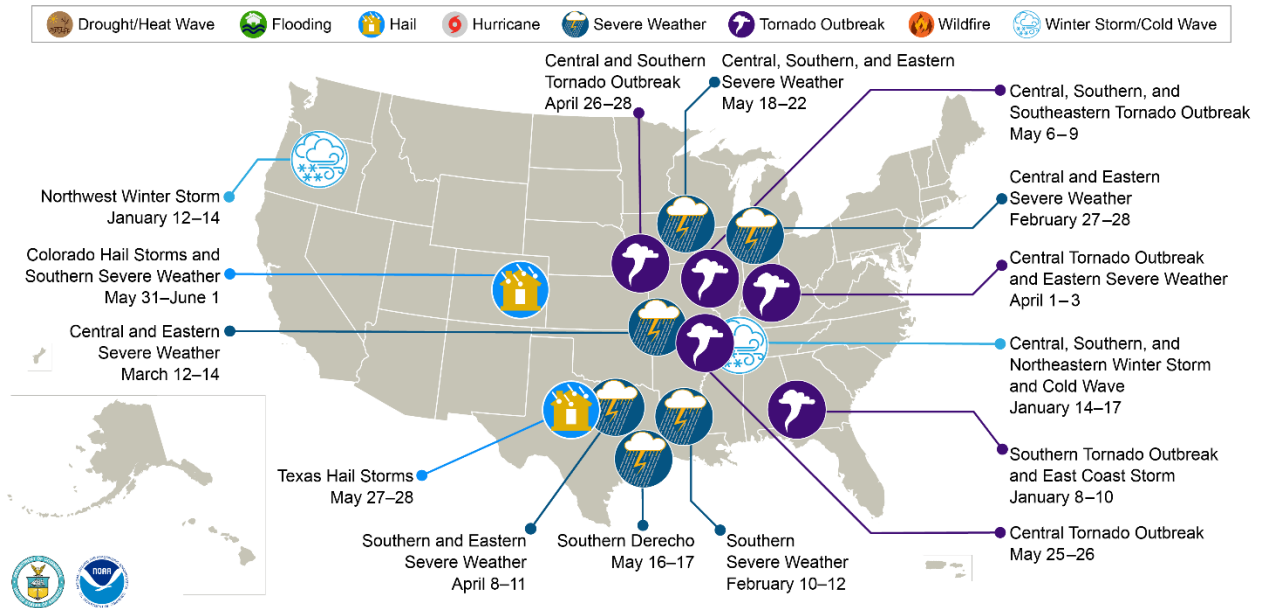 Drought/Heat Wave
Flooding
Hail
Hurricane
Severe Weather
Tornado Outbreak
Wildfire
Winter Storm/Cold Wave
Central and Southern
Tornado Outbreak
April 26–28
Central, Southern, and Eastern
Severe Weather
May 18–22
Central, Southern, and
Southeastern Tornado Outbreak
May 6–9
Northwest Winter Storm
January 12–14
Central and Eastern
Severe Weather
February 27–28
Colorado Hail Storms and
Southern Severe Weather
May 31–June 1
Central Tornado Outbreak
and Eastern Severe Weather
April 1–3
Central and Eastern
Severe Weather
March 12–14
Central, Southern, and
Northeastern Winter Storm
and Cold Wave
January 14–17
Texas Hail Storms
May 27–28
Southern Tornado Outbreak
and East Coast Storm
January 8–10
Southern and Eastern
Severe Weather
April 8–11
Southern Derecho
May 16–17
Southern
Severe Weather
February 10–12
Central Tornado Outbreak
May 25–26
NOAA